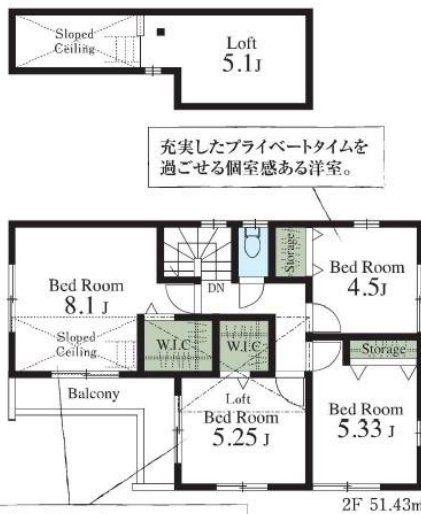 Sloped
Ceiling
Loft
5.1J
充実したプライベートタイムを
過ごせる個室感ある洋室。
Bed Room
8.1 J
Sloped
Ceiling
Balcony
DN
Storage
Bed Room
4.5J
W.I.C
W.I.C
Storage
Loft
Bed Room
5.25 J
Bed Room
5.33 J
2F 51.43m